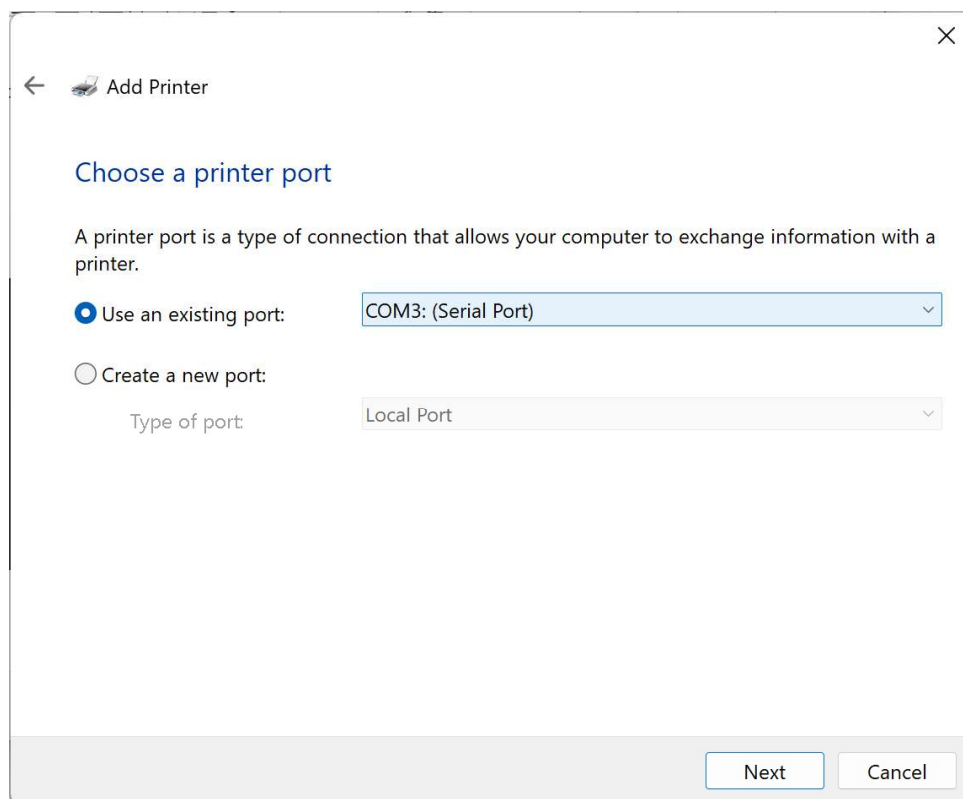 Add Printer
Choose a printer port
A printer port is a type of connection that allows your computer to exchange information with a
printer.
Use an existing port:
COM3: (Serial Port)
Create a new port:
Type of port:
Local Port
Next
Cancel